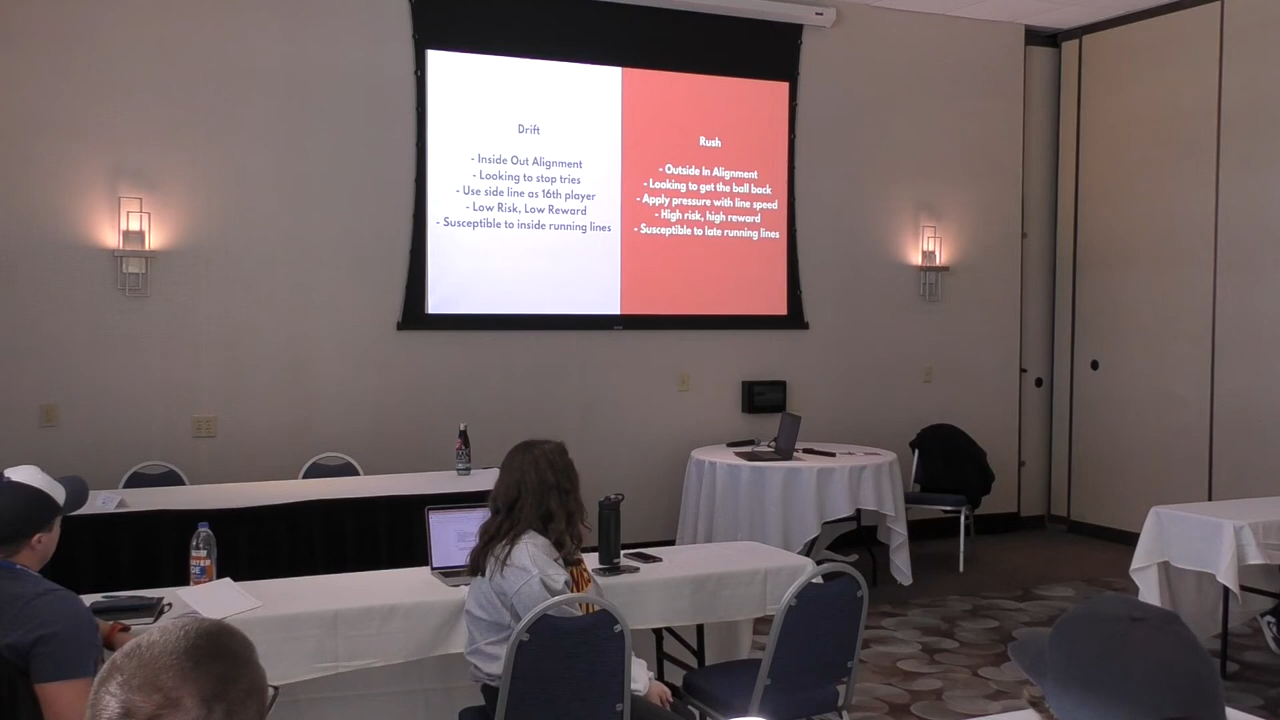 Drift
- Inside Out Alignment
- Looking to stop tries
- Use side line as 16th player
- Low Risk, Low Reward
- Susceptible to inside running lines
Rush
- Outside In Alignment
- Looking to get the ball back
- Apply pressure with line speed
- High risk, high reward
- Susceptible to late running lines